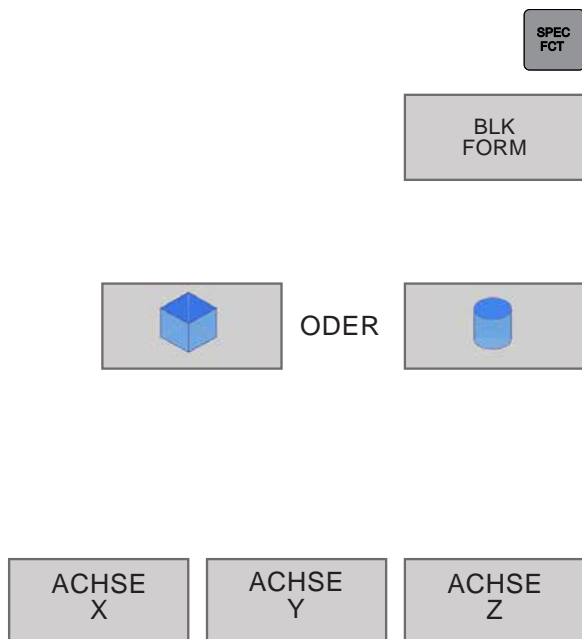 SPEC
FCT
BLK
FORM
ODER
ACHSE
X
ACHSE
Y
ACHSE
Z